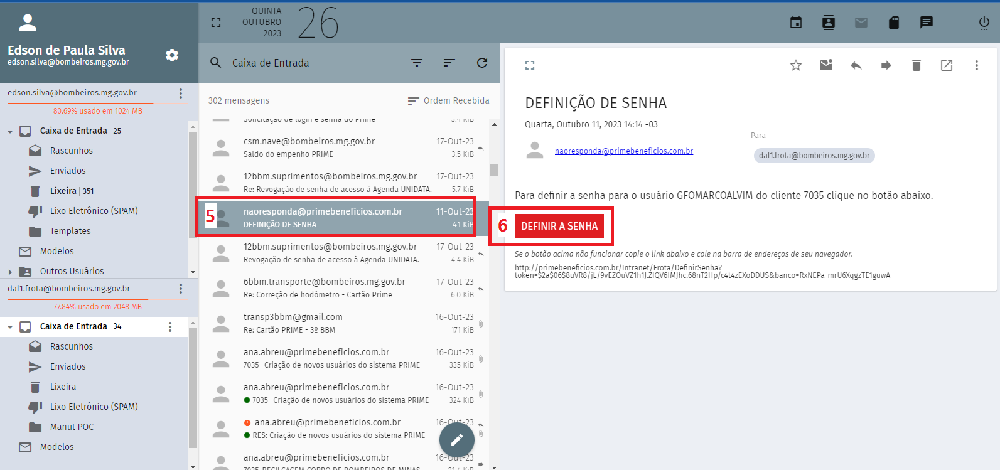 Edson de Paula Silva
edson.silva@bombeiros.mg.gov.br
edson.silva@bombeiros.mg.gov.br
80.69% usado em 1024 MB
Caixa de Entrada | 25
Rascunhos
Enviados
Lixeira | 351
Lixo Eletrônico (SPAM)
Templates
Modelos
Outros Usuários
dal1.frota@bombeiros.mg.gov.br
77.84% usado em 2048 MB
Caixa de Entrada | 34
Rascunhos
Enviados
Lixeira
Lixo Eletrônico (SPAM)
Manut POC
Modelos
QUINTA
OUTUBRO
2023
26
Caixa de Entrada
302 mensagens
Ordem Recebida
Solicitação de login e senha do Prime 3.4 KiB
csm.nave@bombeiros.mg.gov.br 17-Out-23
Saldo do empenho PRIME 3.5 KiB
12bbm.suprimentos@bombeiros.mg.gov.br 17-Out-23
Re: Revogação de senha de acesso à Agenda UNIDATA. 5.7 KiB
5
naoresponda@primebeneficios.com.br 11-Out-23
DEFINIÇÃO DE SENHA 4.1 KiB
12bbm.suprimentos@bombeiros.mg.gov.br 17-Out-23
Revogação de senha de acesso à Agenda UNIDATA. 4.4 KiB
6bbm.transporte@bombeiros.mg.gov.br 17-Out-23
Re: Correção de hodômetro - Cartão Prime 6.0 KiB
transp3bbm@gmail.com 16-Out-23
Re: Cartão PRIME - 3º BBM 171 KiB
ana.abreu@primebeneficios.com.br 16-Out-23
7035- Criação de novos usuários do sistema PRIME 335 KiB
ana.abreu@primebeneficios.com.br 16-Out-23
7035- Criação de novos usuários do sistema PRIME 324 KiB
ana.abreu@primebeneficios.com.br 16-Out-23
RES: Criação de novos usuários do sistema PRIME
ana.abreu@primebeneficios.com.br 16-Out-23
7035-RECILCAGEM CORPO DE BOMBEIROS DE MINAS 21.4 KiB
DEFINIÇÃO DE SENHA
Quarta, Outubro 11, 2023 14:14 -03
naoresponda@primebeneficios.com.br
Para
dal1.frota@bombeiros.mg.gov.br
Para definir a senha para o usuário GFOMARCOALVIM do cliente 7035 clique no botão abaixo.
6
DEFINIR A SENHA
Se o botão acima não funcionar copie o link abaixo e cole na barra de endereços de seu navegador.
http://primebeneficios.com.br/Intranet/Frota/DefinirSenha?
token=$2a$06$8uVR8/jL/9vEZOuVZ1h1J.ZIQV6fMJhc.68nT2Hp/c4t4zEXoDDUS&banco=RxNEPa-mrU6XqgzTE1guwA